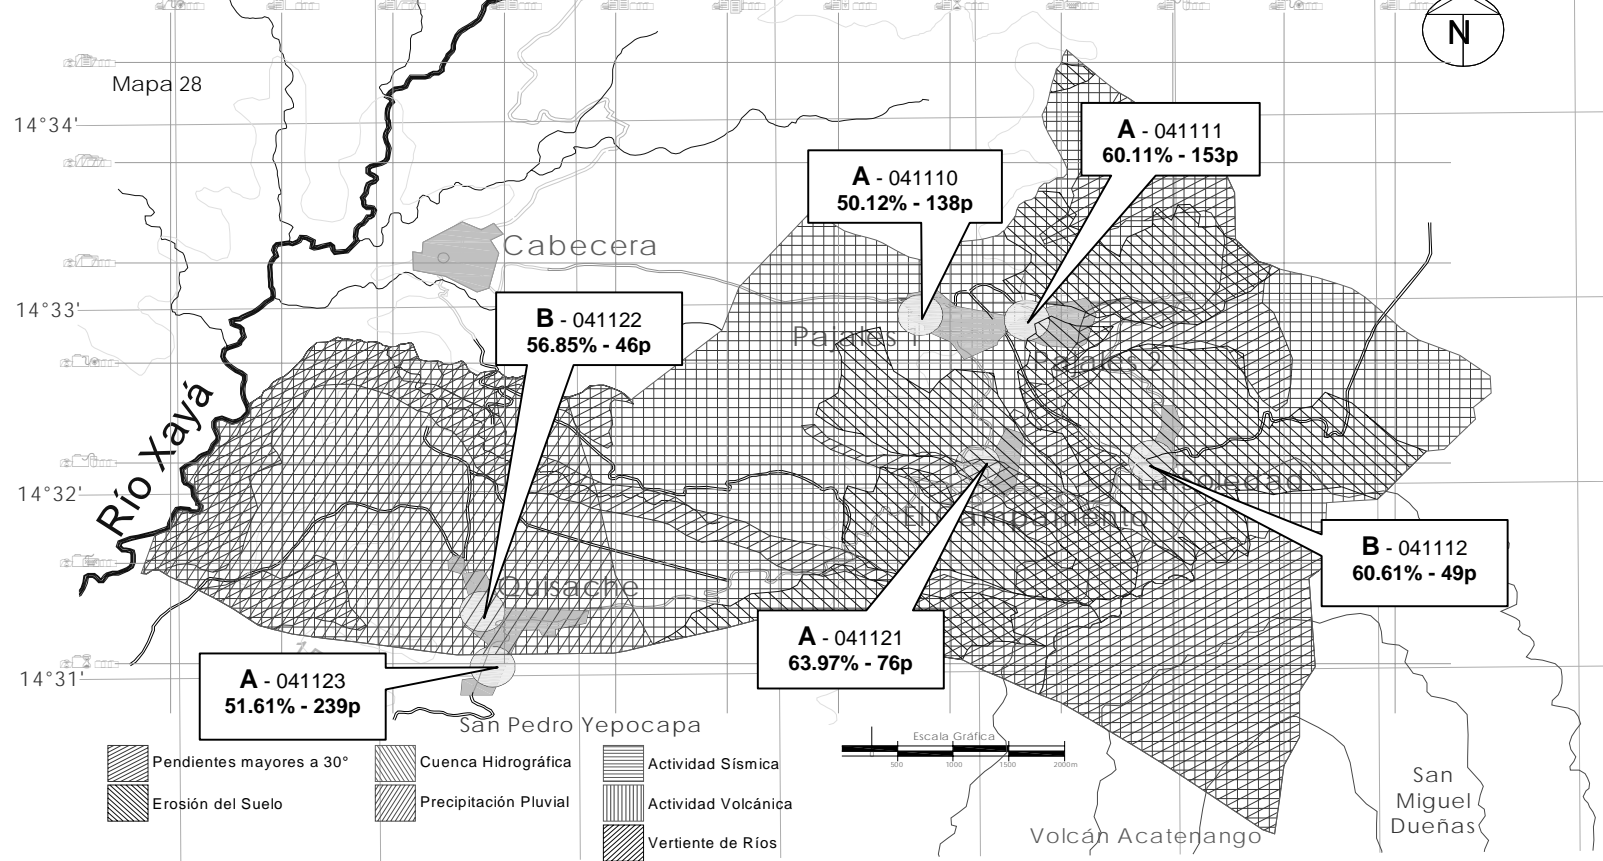 N
Mapa 28
14°34'
A - 041111
60.11% - 153p
A - 041110
50.12% - 138p
Cabecera
14°33'
B - 041122
56.85% - 46p
Pajales 1
Pajales 2
Río Xayá
14°32'
La Soledad
El Campamento
B - 041112
60.61% - 49p
Quisache
A - 041121
63.97% - 76p
14°31'
A - 041123
51.61% - 239p
San Pedro Yepocapa
Escala Gráfica
500 1000 1500 2000m
Pendientes mayores a 30°
Cuenca Hidrográfica
Actividad Sísmica
Erosión del Suelo
Precipitación Pluvial
Actividad Volcánica
Vertiente de Ríos
San
Miguel
Dueñas
Volcán Acatenango